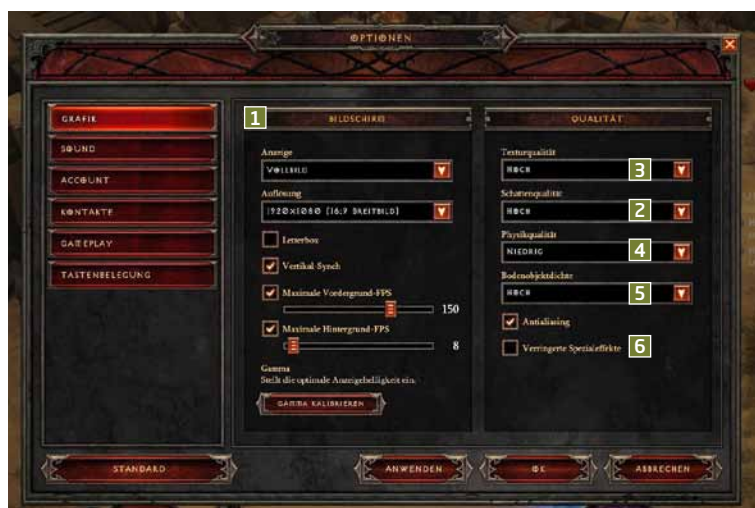 OPTIONEN
GRAFIK
SOUND
ACCOUNT
KONTAKTE
GAMEPLAY
TASTENBELEGUNG
1 BILDSCHIRM
Anzeige
VOLLBILD
Auflösung
1920x1080 (16:9 BREITBILD)
Letterbox
Vertikal-Synch
Maximale Vordergrund-FPS
150
Maximale Hintergrund-FPS
8
Gamma
Stellt die optimale Anzeigehelligkeit ein.
GAMMA KALIBRIEREN
QUALITÄT
Texturqualität
HOCH 3
Schattenqualität
HOCH 2
Physikqualität
NIEDRIG 4
Bodenobjektdichte
HOCH 5
Antialiasing
Verringerte Spezialeffekte 6
STANDARD
ANWENDEN
OK
ABBRECHEN